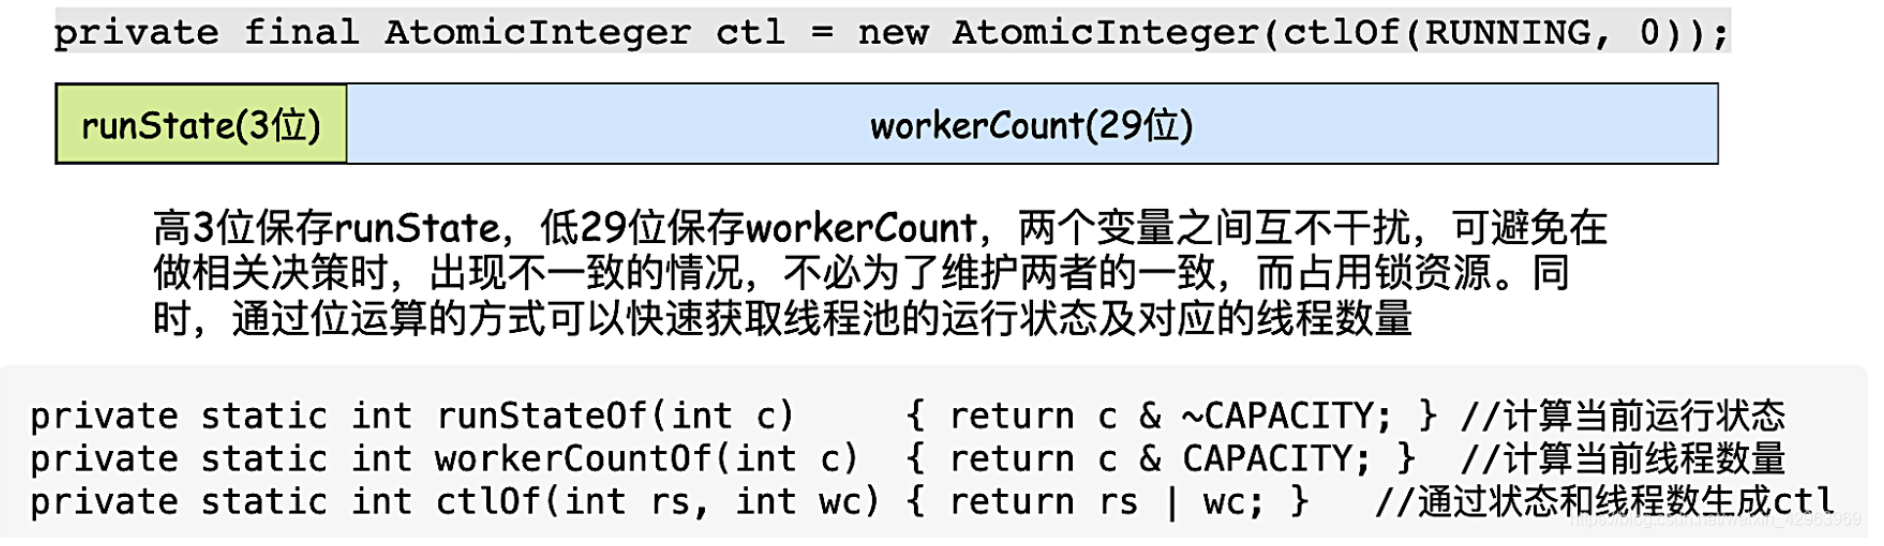 private final AtomicInteger ctl = new AtomicInteger(ctlOf(RUNNING, 0));
runState(3位)
workerCount(29位)
高3位保存runState，低29位保存workerCount，两个变量之间互不干扰，可避免在
做相关决策时，出现不一致的情况，不必为了维护两者的一致，而占用锁资源。同
时，通过位运算的方式可以快速获取线程池的运行状态及对应的线程数量
private static int runStateOf(int c)     { return c & ~CAPACITY; } //计算当前运行状态
private static int workerCountOf(int c)  { return c & CAPACITY; }  //计算当前线程数量
private static int ctlOf(int rs, int wc) { return rs | wc; }   //通过状态和线程数生成ctl
https://blog.csdn.net/weixin_42963969